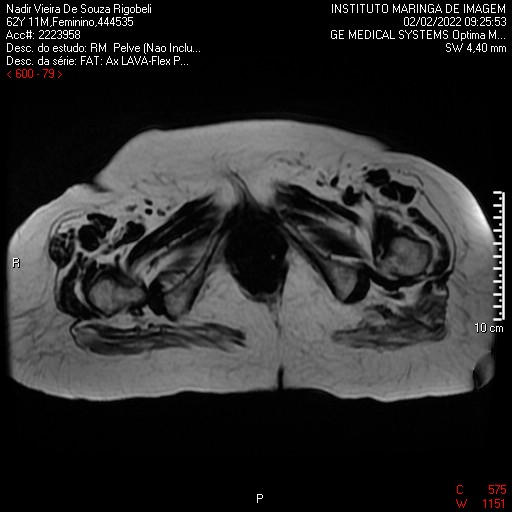 Nadir Vieira De Souza Rigobeli
62Y 11M,Feminino,444535
Acc#: 2223958
Desc. do estudo: RM Pelve (Nao Inclu...
Desc. da série: FAT: Ax LAVA-Flex P...
< 600 - 79 >
INSTITUTO MARINGA DE IMAGEM
02/02/2022 09:25:53
GE MEDICAL SYSTEMS Optima M...
SW 4,40 mm
R
10 cm
P
C 575
W 1151